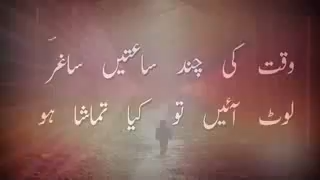 وقت کی چند ساعتیں ساغرؔ
لوٹ آئیں تو کیا تماشا ہو